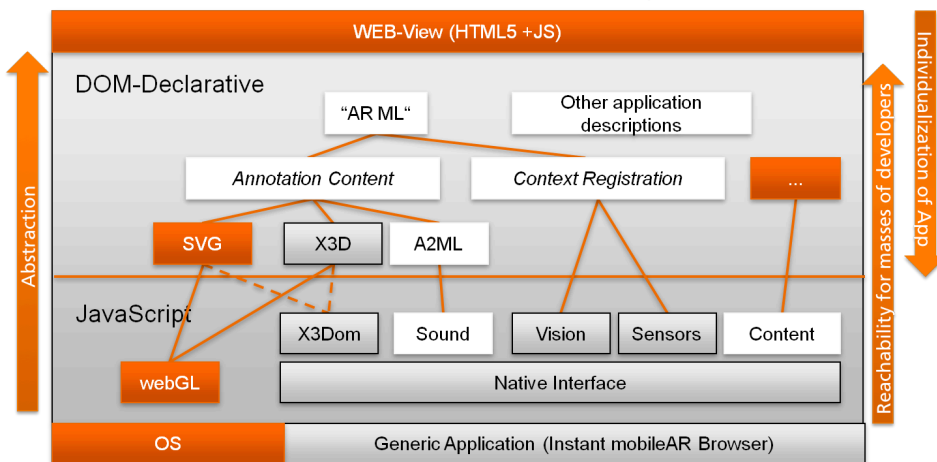 WEB-View (HTML5 +JS)
DOM-Declarative
“AR ML“
Other application
descriptions
Annotation Content
Context Registration
...
SVG
X3D
A2ML
JavaScript
X3Dom
Sound
Vision
Sensors
Content
webGL
Native Interface
OS
Generic Application (Instant mobileAR Browser)
Abstraction
Reachability for masses of developers
Individualization of App